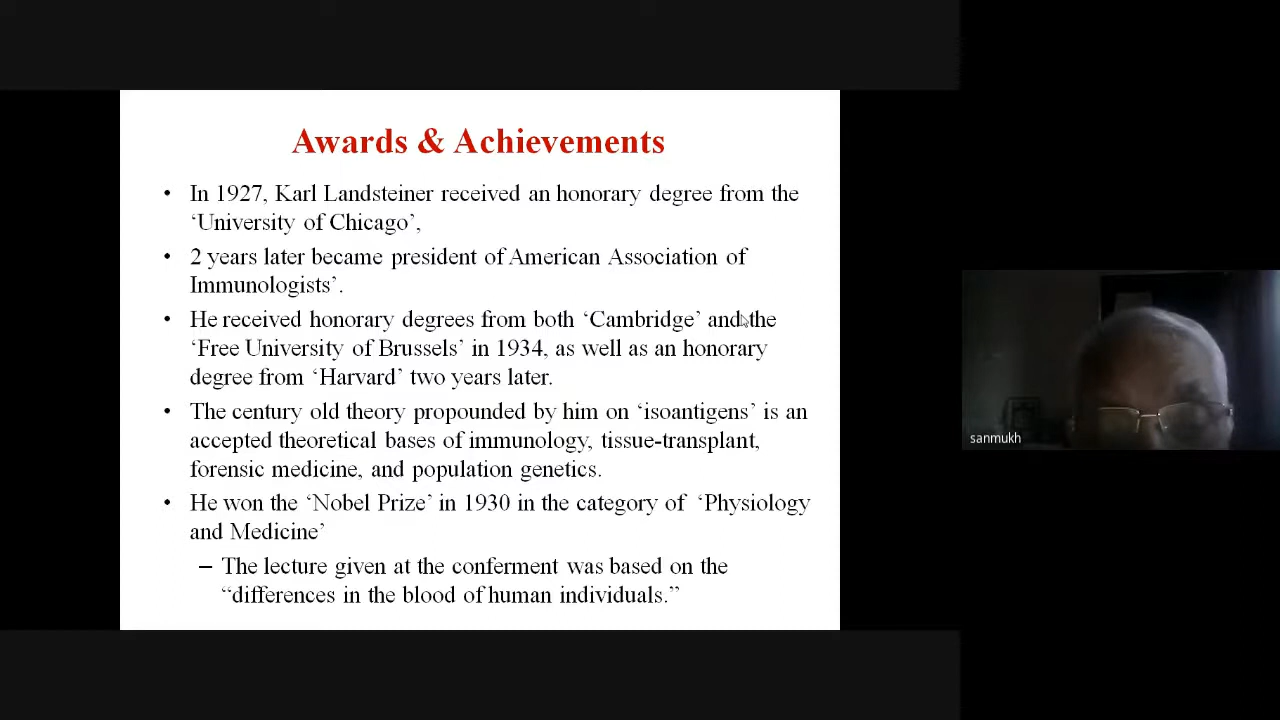 Awards & Achievements
• In 1927, Karl Landsteiner received an honorary degree from the
‘University of Chicago’,
• 2 years later became president of American Association of
Immunologists’.
• He received honorary degrees from both ‘Cambridge’ and the
‘Free University of Brussels’ in 1934, as well as an honorary
degree from ‘Harvard’ two years later.
• The century old theory propounded by him on ‘isoantigens’ is an
accepted theoretical bases of immunology, tissue-transplant,
forensic medicine, and population genetics.
• He won the ‘Nobel Prize’ in 1930 in the category of ‘Physiology
and Medicine’
– The lecture given at the conferment was based on the
“differences in the blood of human individuals.”
sanmukh